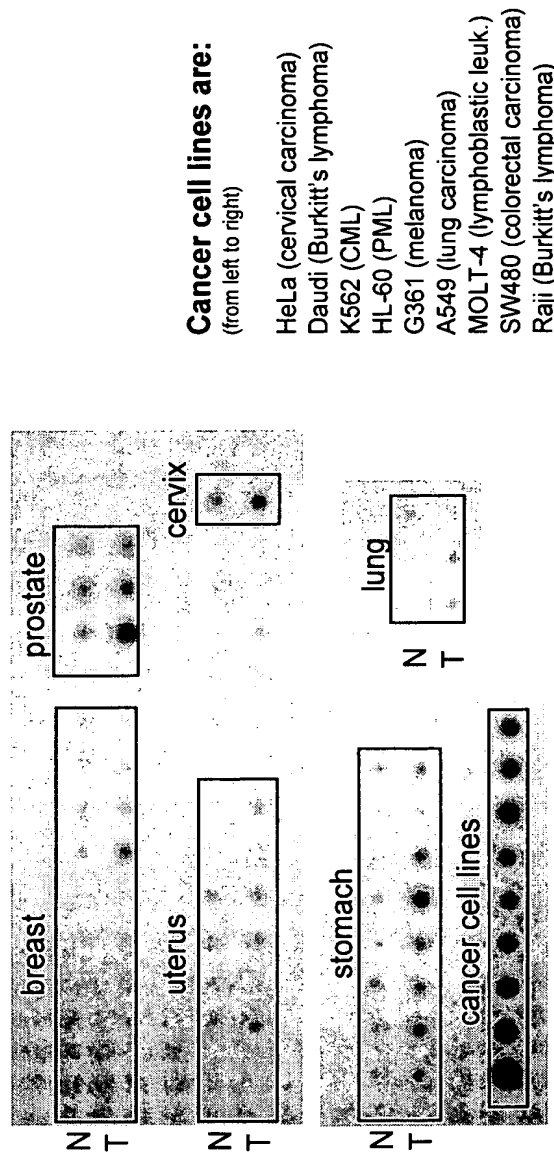 breast
prostate
N
T
uterus
cervix
N
T
stomach
lung
N
T
N
T
cancer cell lines
Cancer cell lines are:
(from left to right)
HeLa (cervical carcinoma)
Daudi (Burkitt's lymphoma)
K562 (CML)
HL-60 (PML)
G361 (melanoma)
A549 (lung carcinoma)
MOLT-4 (lymphoblastic leuk.)
SW480 (colorectal carcinoma)
Raji (Burkitt's lymphoma)